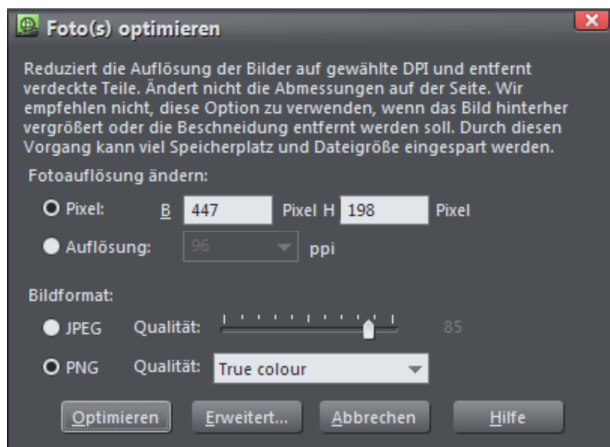 Foto(s) optimieren
Reduziert die Auflösung der Bilder auf gewählte DPI und entfernt
verdeckte Teile. Ändert nicht die Abmessungen auf der Seite. Wir
empfehlen nicht, diese Option zu verwenden, wenn das Bild hinterher
vergrößert oder die Beschneidung entfernt werden soll. Durch diesen
Vorgang kann viel Speicherplatz und Dateigröße eingespart werden.
Fotoauflösung ändern:
Pixel: B 447 Pixel H 198 Pixel
Auflösung: 96 ppi
Bildformat:
JPEG Qualität: 85
PNG Qualität: True colour
Optimieren Erweitert... Abbrechen Hilfe